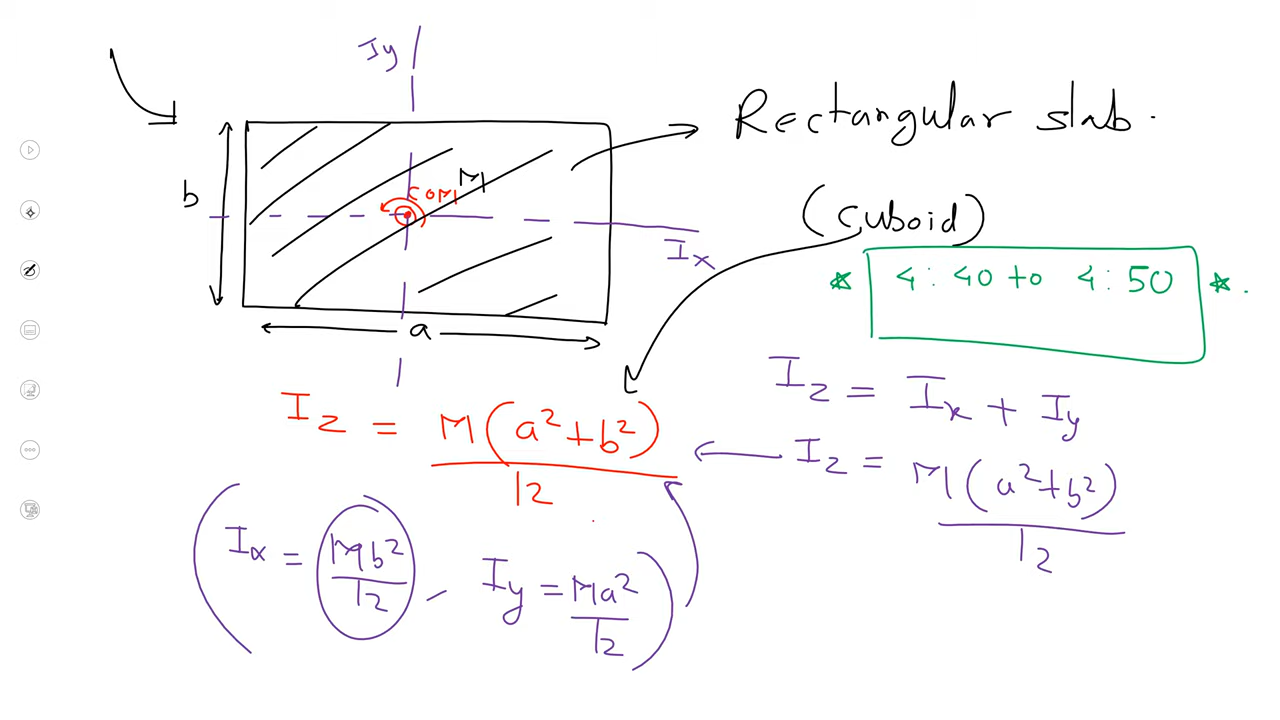 Iy
Rectangular slab.
b
COM
M
(cuboid)
Ix
4:40 to 4:50
a
Iz = M(a²+b²)/12
Iz = Ix + Iy
Iz = M(a²+b²)/12
(Ix = Mb²/12 , Iy = Ma²/12)